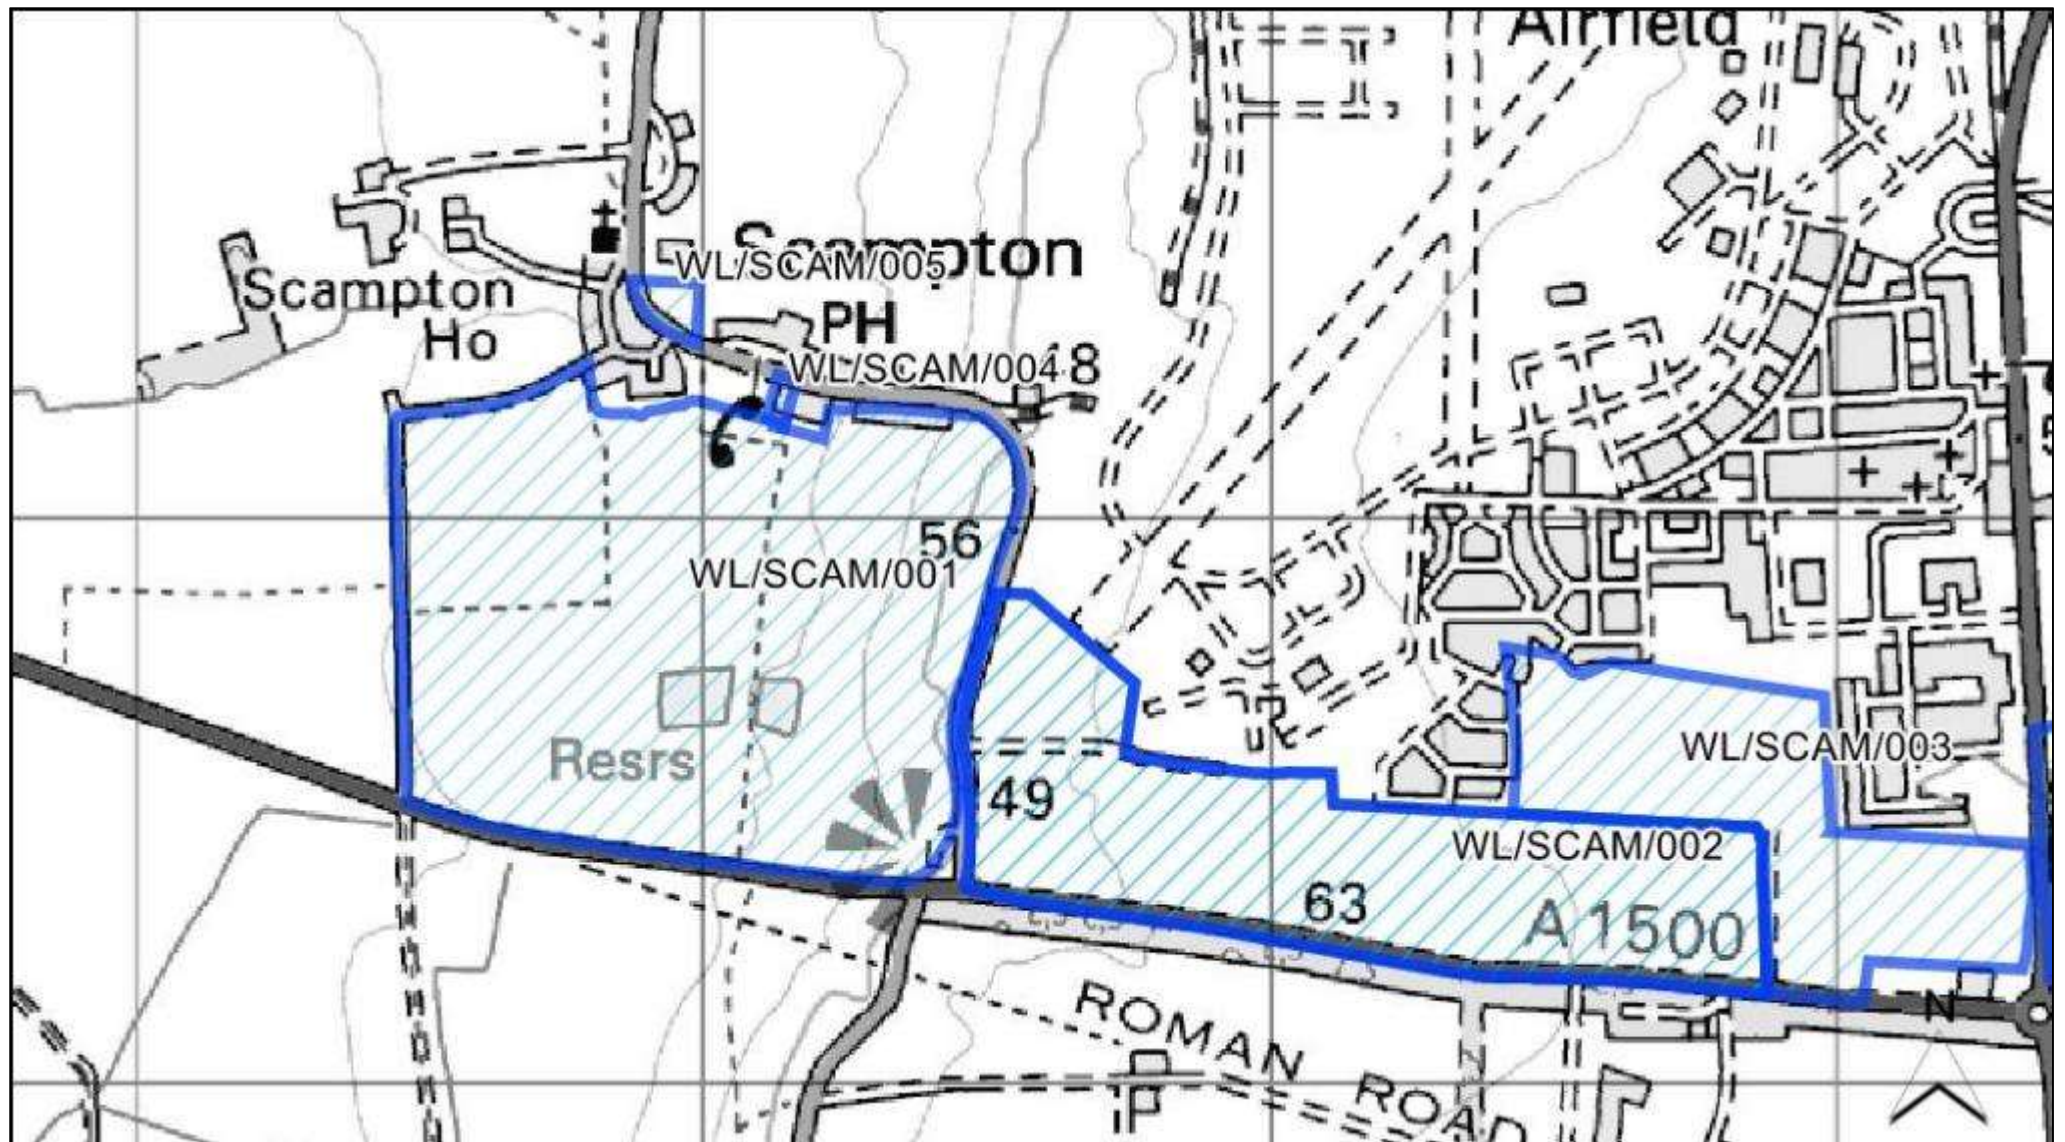 Airfield
Scampton
WL/SCAM/005
Scampton
Ho
PH
WL/SCAM/004
48
56
WL/SCAM/001
Resrs
WL/SCAM/003
49
WL/SCAM/002
63
A 1500
N
ROMAN ROAD